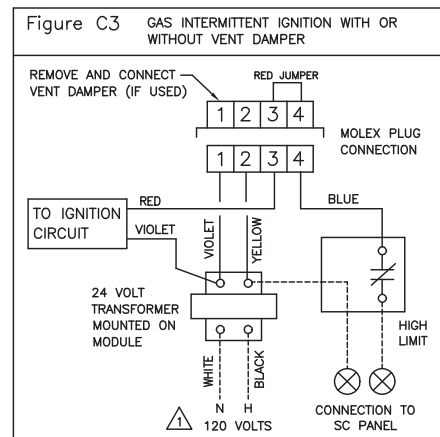 Figure C3 GAS INTERMITTENT IGNITION WITH OR
WITHOUT VENT DAMPER
REMOVE AND CONNECT
VENT DAMPER (IF USED)
RED JUMPER
1 2 3 4
MOLEX PLUG
CONNECTION
1 2 3 4
RED
BLUE
TO IGNITION
CIRCUIT
VIOLET
VIOLET
YELLOW
24 VOLT
TRANSFORMER
MOUNTED ON
MODULE
HIGH
LIMIT
WHITE
BLACK
N H
1 120 VOLTS
CONNECTION TO
SC PANEL